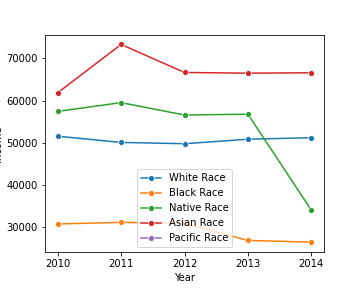 70000
60000
50000
40000
30000
White Race
Black Race
Native Race
Asian Race
Pacific Race
2010 2011 2012 2013 2014
Year